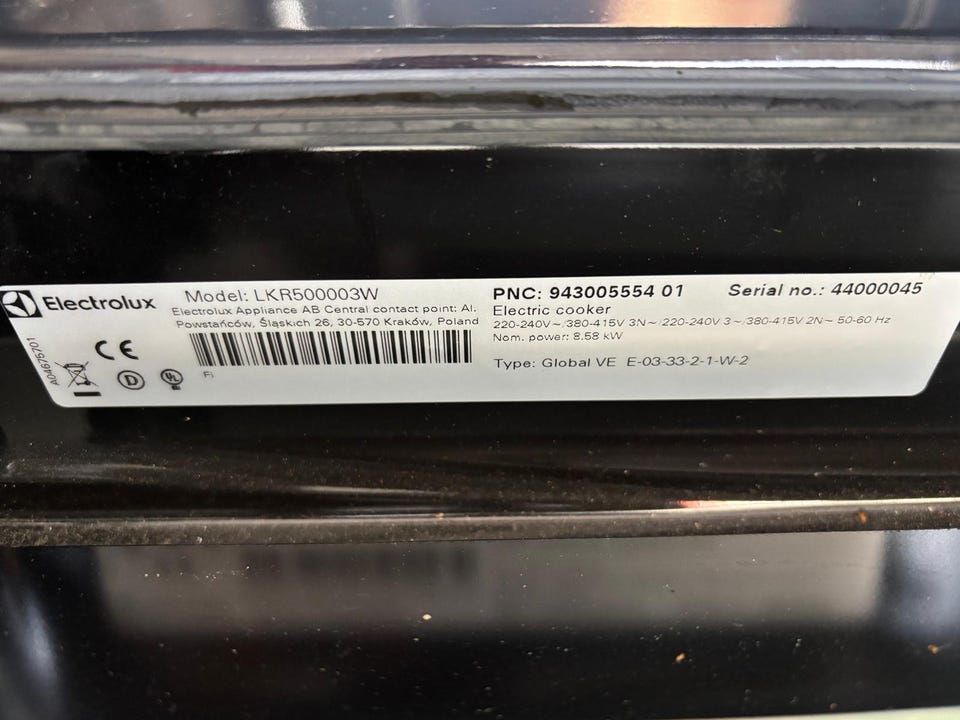 Electrolux
Model: LKR500003W
Electrolux Appliance AB Central contact point: Al.
Powstańców, Śląskich 26, 30-570 Kraków, Poland
PNC: 943005554 01
Serial no.: 44000045
Electric cooker
220-240V~/380-415V 3N~/220-240V 3~/380-415V 2N~ 50-60 Hz
Nom. power: 8.58 kW
Type: Global VE E-03-33-2-1-W-2
A04675701
CE
D
UL
Fi